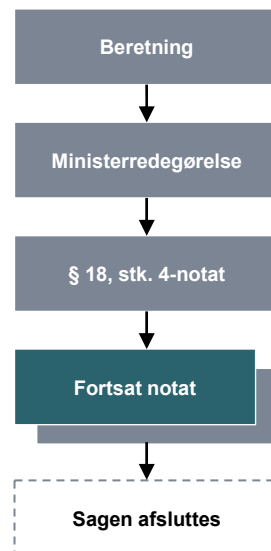 Beretning
Ministerredegørelse
§ 18, stk. 4-notat
Fortsat notat
Sagen afsluttes